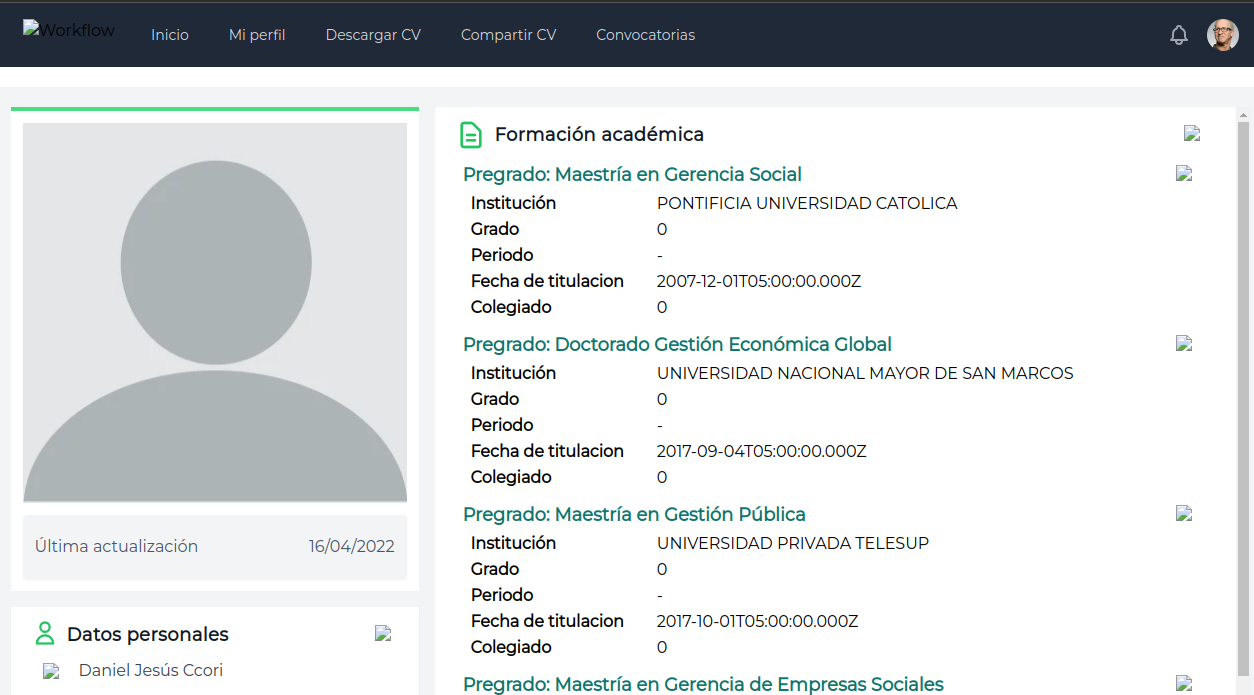 Workflow
Inicio
Mi perfil
Descargar CV
Compartir CV
Convocatorias
Última actualización 16/04/2022
Datos personales
Daniel Jesús Ccori
Formación académica
Pregrado: Maestría en Gerencia Social
Institución PONTIFICIA UNIVERSIDAD CATOLICA
Grado 0
Periodo -
Fecha de titulacion 2007-12-01T05:00:00.000Z
Colegiado 0
Pregrado: Doctorado Gestión Económica Global
Institución UNIVERSIDAD NACIONAL MAYOR DE SAN MARCOS
Grado 0
Periodo -
Fecha de titulacion 2017-09-04T05:00:00.000Z
Colegiado 0
Pregrado: Maestría en Gestión Pública
Institución UNIVERSIDAD PRIVADA TELESUP
Grado 0
Periodo -
Fecha de titulacion 2017-10-01T05:00:00.000Z
Colegiado 0
Pregrado: Maestría en Gerencia de Empresas Sociales